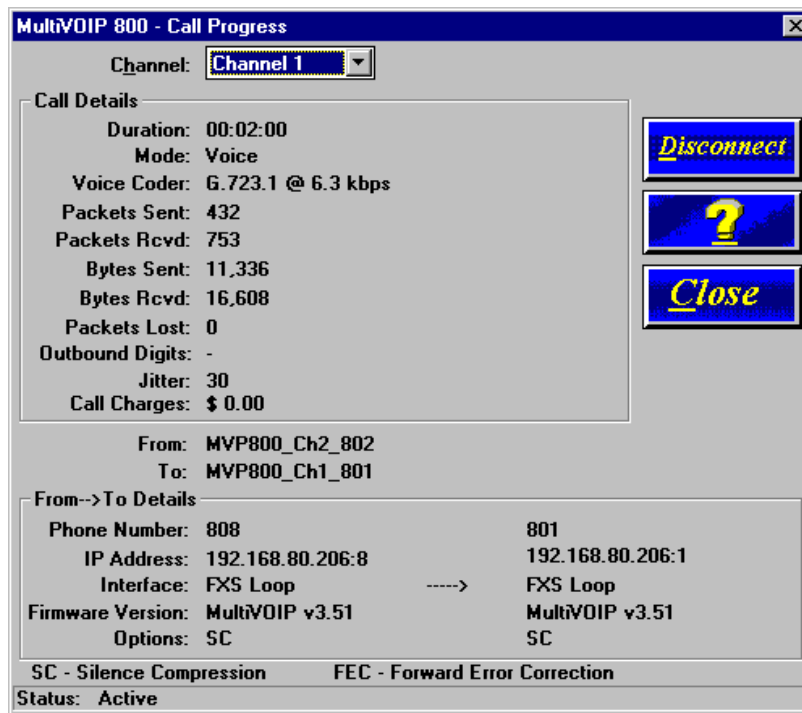 MultiVOIP 800 - Call Progress
Channel: Channel 1
Call Details
Duration: 00:02:00
Mode: Voice
Voice Coder: G.723.1 @ 6.3 kbps
Packets Sent: 432
Packets Rcvd: 753
Bytes Sent: 11,336
Bytes Rcvd: 16,608
Packets Lost: 0
Outbound Digits: -
Jitter: 30
Call Charges: $ 0.00
Disconnect
?
Close
From: MVP800_Ch2_802
To: MVP800_Ch1_801
From-->To Details
Phone Number: 808 801
IP Address: 192.168.80.206:8 192.168.80.206:1
Interface: FXS Loop -----> FXS Loop
Firmware Version: MultiVOIP v3.51 MultiVOIP v3.51
Options: SC SC
SC - Silence Compression FEC - Forward Error Correction
Status: Active